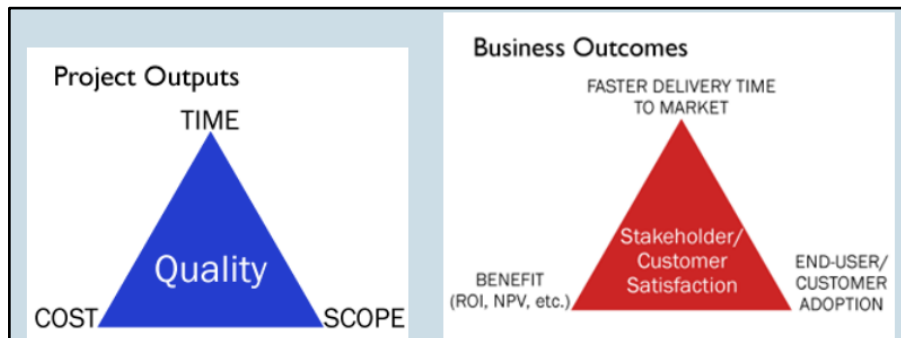 Project Outputs
TIME
Quality
COST
SCOPE
Business Outcomes
FASTER DELIVERY TIME
TO MARKET
Stakeholder/
Customer
Satisfaction
BENEFIT
(ROI, NPV, etc.)
END-USER/
CUSTOMER
ADOPTION